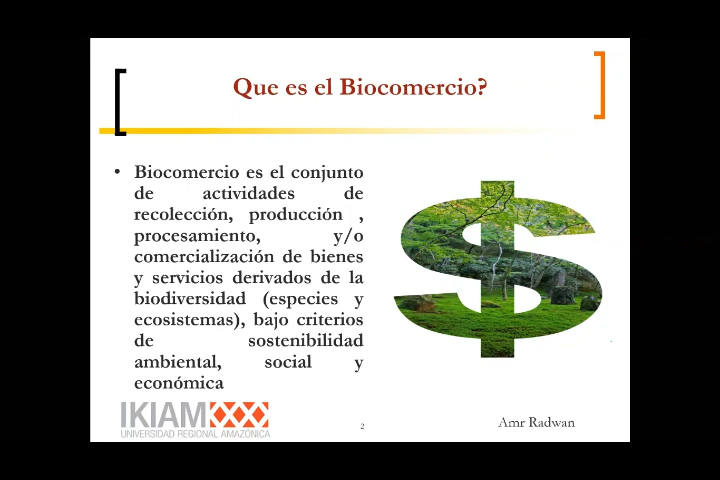 Que es el Biocomercio?
• Biocomercio es el conjunto
de actividades de
recolección, producción ,
procesamiento, y/o
comercialización de bienes
y servicios derivados de la
biodiversidad (especies y
ecosistemas), bajo criterios
de sostenibilidad
ambiental, social y
económica
IKIAM
UNIVERSIDAD REGIONAL AMAZÓNICA
2
Amr Radwan